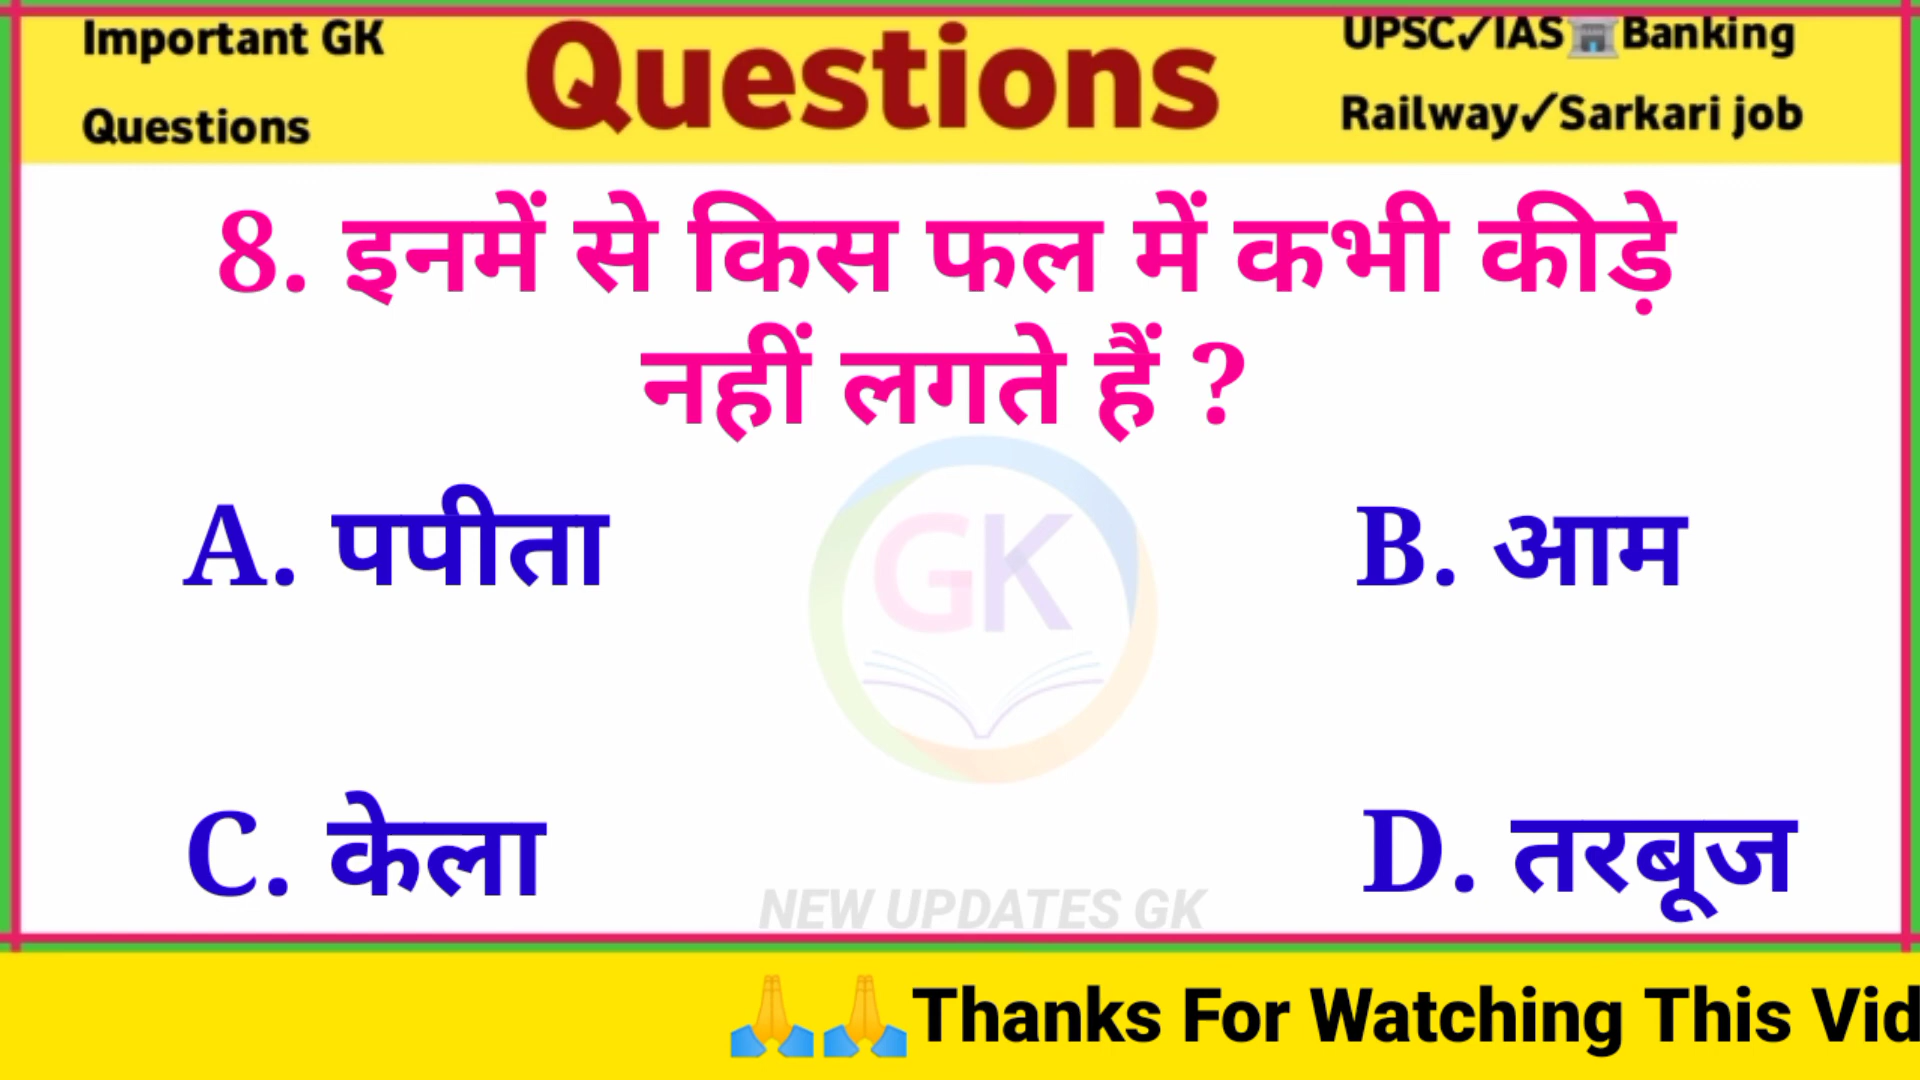 Important GK
Questions
Questions
UPSC✓IAS🏦Banking
Railway✓Sarkari job
8. इनमें से किस फल में कभी कीड़े
नहीं लगते हैं ?
A. पपीता
B. आम
GK
C. केला
D. तरबूज
NEW UPDATES GK
🙏🙏Thanks For Watching This Vid